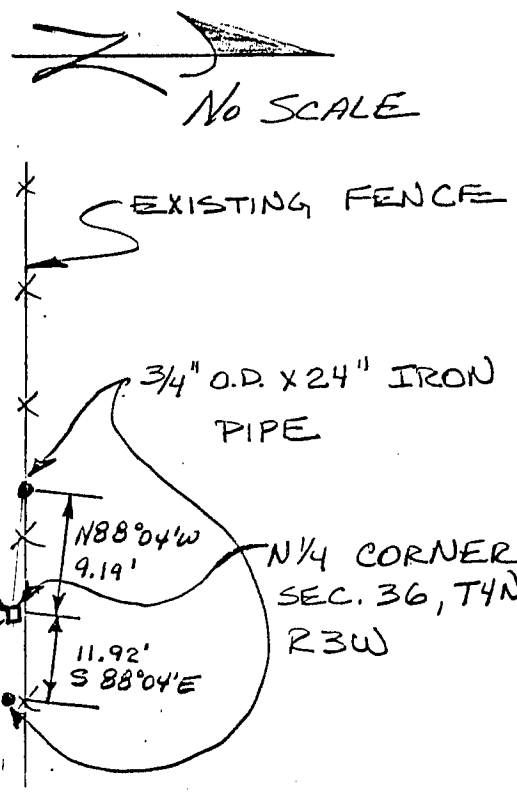 N
No SCALE
EXISTING FENCE
3/4" O.D. X 24" IRON
PIPE
N88°04'W
9.19'
N1/4 CORNER
SEC. 36, T4N
R3W
11.92'
S 88°04'E